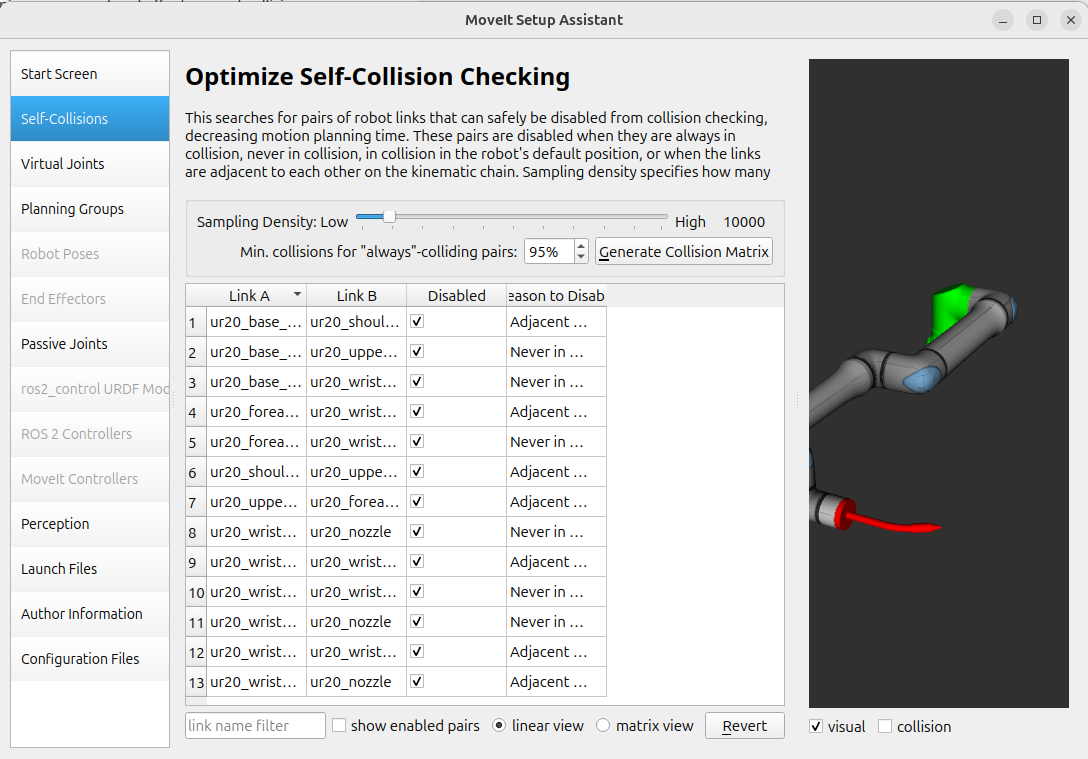 MoveIt Setup Assistant
Start Screen
Self-Collisions
Virtual Joints
Planning Groups
Robot Poses
End Effectors
Passive Joints
ros2_control URDF Mod
ROS 2 Controllers
MoveIt Controllers
Perception
Launch Files
Author Information
Configuration Files
Optimize Self-Collision Checking
This searches for pairs of robot links that can safely be disabled from collision checking,
decreasing motion planning time. These pairs are disabled when they are always in
collision, never in collision, in collision in the robot's default position, or when the links
are adjacent to each other on the kinematic chain. Sampling density specifies how many
Sampling Density: Low High 10000
Min. collisions for "always"-colliding pairs: 95% Generate Collision Matrix
Link A Link B Disabled eason to Disab
1 ur20_base_... ur20_shoul... Adjacent ...
2 ur20_base_... ur20_uppe... Never in ...
3 ur20_base_... ur20_wrist... Never in ...
4 ur20_forea... ur20_wrist... Adjacent ...
5 ur20_forea... ur20_wrist... Never in ...
6 ur20_shoul... ur20_uppe... Adjacent ...
7 ur20_uppe... ur20_forea... Adjacent ...
8 ur20_wrist... ur20_nozzle Never in ...
9 ur20_wrist... ur20_wrist... Adjacent ...
10 ur20_wrist... ur20_wrist... Never in ...
11 ur20_wrist... ur20_nozzle Never in ...
12 ur20_wrist... ur20_wrist... Adjacent ...
13 ur20_wrist... ur20_nozzle Adjacent ...
link name filter show enabled pairs linear view matrix view Revert
visual collision